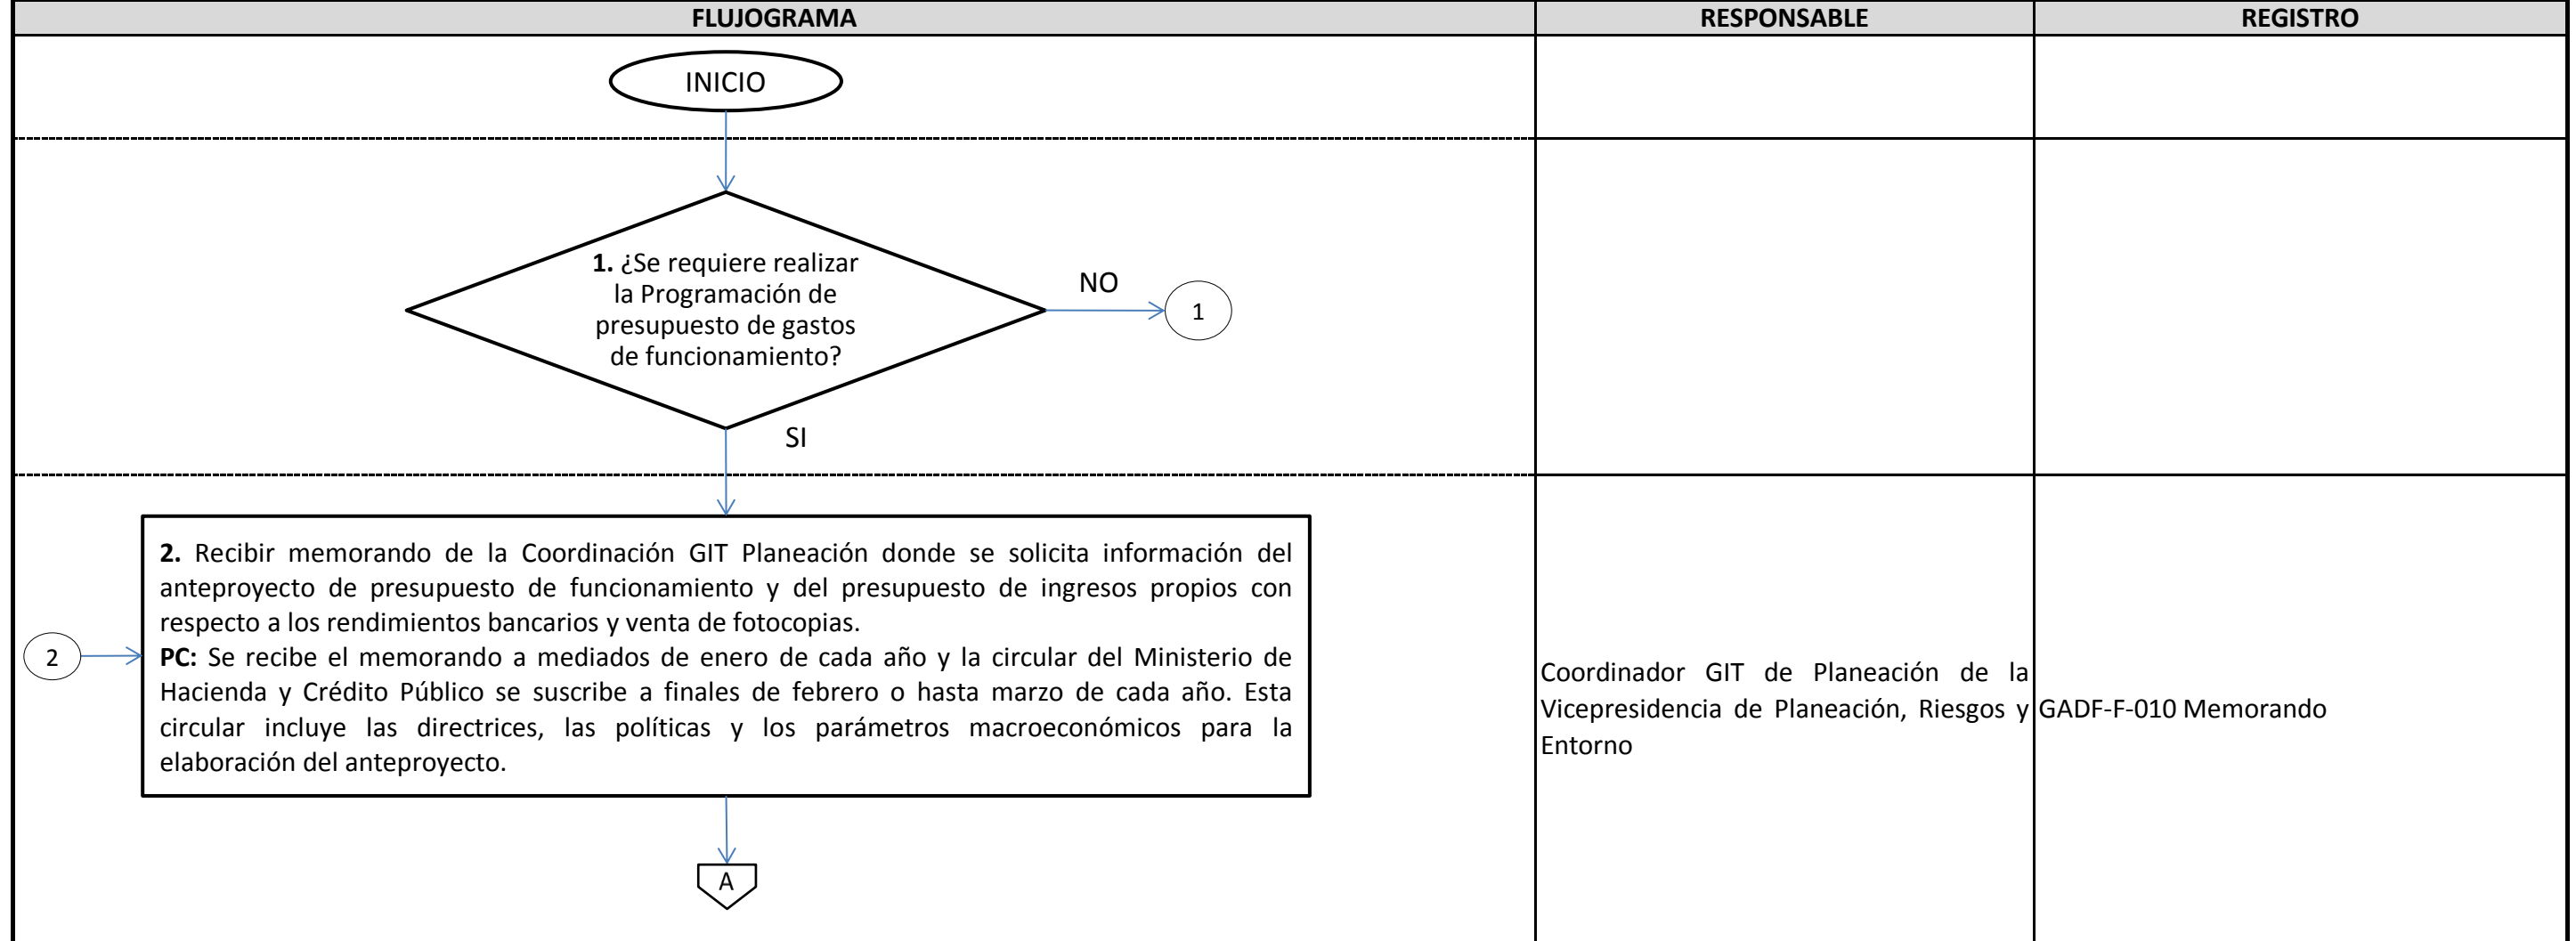 FLUJOGRAMA RESPONSABLE REGISTRO
INICIO
1. ¿Se requiere realizar
la Programación de
presupuesto de gastos
de funcionamiento?
NO
1
SI
2. Recibir memorando de la Coordinación GIT Planeación donde se solicita información del
anteproyecto de presupuesto de funcionamiento y del presupuesto de ingresos propios con
respecto a los rendimientos bancarios y venta de fotocopias.
PC: Se recibe el memorando a mediados de enero de cada año y la circular del Ministerio de
Hacienda y Crédito Público se suscribe a finales de febrero o hasta marzo de cada año. Esta
circular incluye las directrices, las políticas y los parámetros macroeconómicos para la
elaboración del anteproyecto.
2
Coordinador GIT de Planeación de la
Vicepresidencia de Planeación, Riesgos y
Entorno
GADF-F-010 Memorando
A